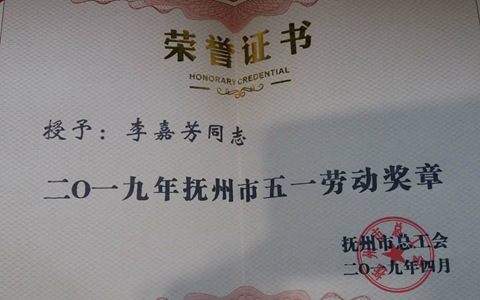 荣誉证书
HONORARY CREDENTIAL
授予：李嘉芳同志
二〇一九年抚州市五一劳动奖章
抚州市总工会
二〇一九年四月